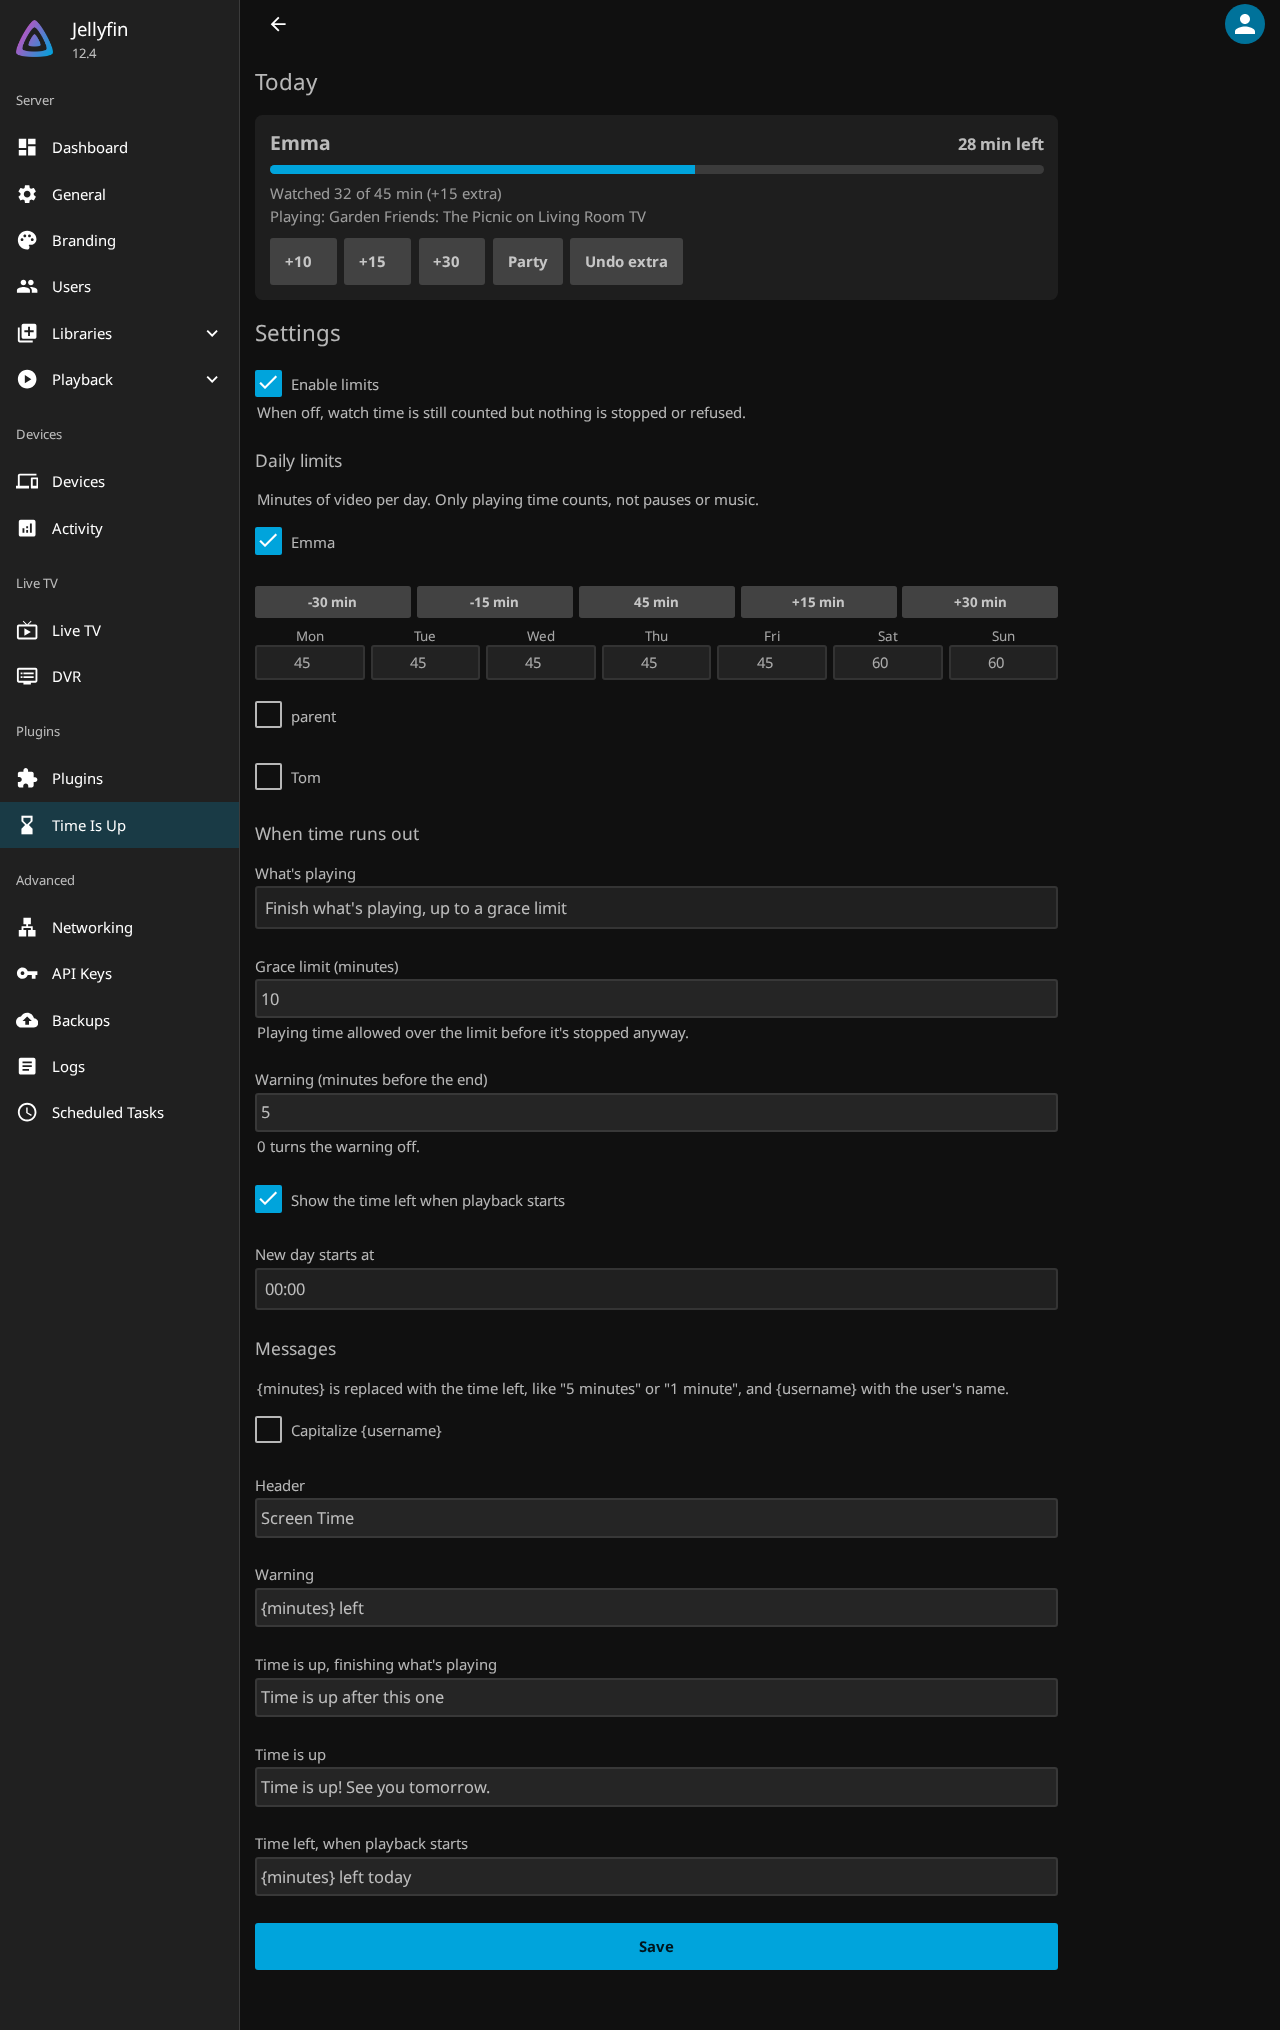 Jellyfin
12.4
Server
Dashboard
General
Branding
Users
Libraries
Playback
Devices
Devices
Activity
Live TV
Live TV
DVR
Plugins
Plugins
Time Is Up
Advanced
Networking
API Keys
Backups
Logs
Scheduled Tasks
Today
Emma
28 min left
Watched 32 of 45 min (+15 extra)
Playing: Garden Friends: The Picnic on Living Room TV
+10 +15 +30 Party Undo extra
Settings
Enable limits
When off, watch time is still counted but nothing is stopped or refused.
Daily limits
Minutes of video per day. Only playing time counts, not pauses or music.
Emma
-30 min -15 min 45 min +15 min +30 min
Mon Tue Wed Thu Fri Sat Sun
45 45 45 45 45 60 60
parent
Tom
When time runs out
What's playing
Finish what's playing, up to a grace limit
Grace limit (minutes)
10
Playing time allowed over the limit before it's stopped anyway.
Warning (minutes before the end)
5
0 turns the warning off.
Show the time left when playback starts
New day starts at
00:00
Messages
{minutes} is replaced with the time left, like "5 minutes" or "1 minute", and {username} with the user's name.
Capitalize {username}
Header
Screen Time
Warning
{minutes} left
Time is up, finishing what's playing
Time is up after this one
Time is up
Time is up! See you tomorrow.
Time left, when playback starts
{minutes} left today
Save